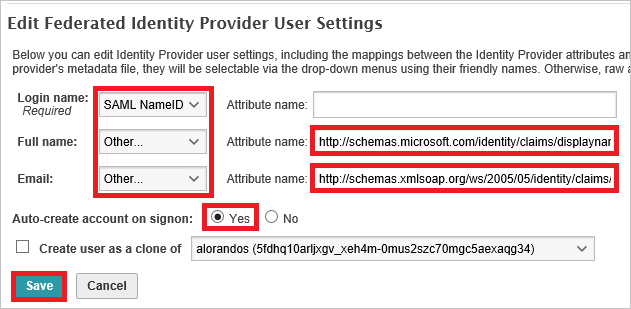 Edit Federated Identity Provider User Settings
Below you can edit Identity Provider user settings, including the mappings between the Identity Provider attributes an
provider's metadata file, they will be selectable via the drop-down menus using their friendly names. Otherwise, raw a
Login name: SAML NameID Attribute name:
Required
Full name: Other... Attribute name: http://schemas.microsoft.com/identity/claims/displaynar
Email: Other... Attribute name: http://schemas.xmlsoap.org/ws/2005/05/identity/claims/
Auto-create account on signon: Yes No
Create user as a clone of alorandos (5fdhq10arljxgv_xeh4m-0mus2szc70mgc5aexaqg34)
Save Cancel